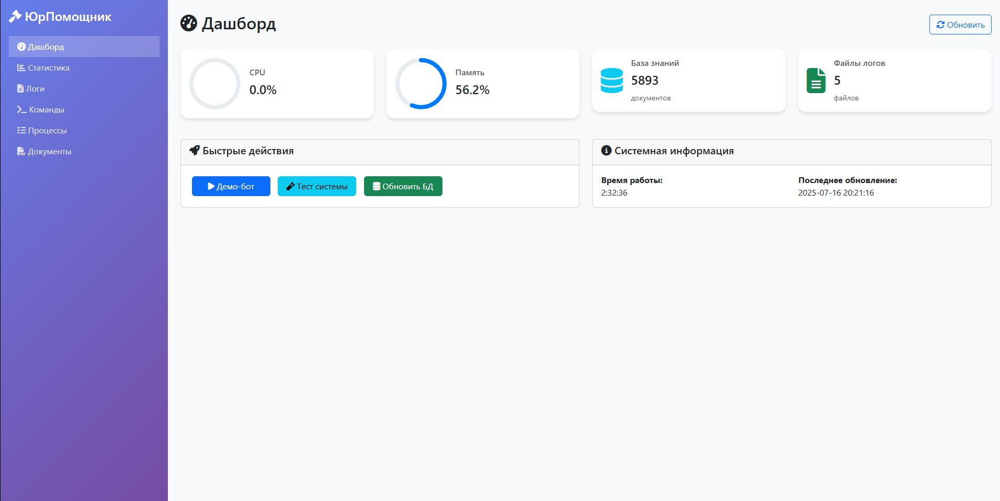 ЮрПомощник
Дашборд
Статистика
Логи
Команды
Процессы
Документы
Дашборд
Обновить
CPU
0.0%
Память
56.2%
База знаний
5893
документов
Файлы логов
5
файлов
Быстрые действия
Демо-бот
Тест системы
Обновить БД
Системная информация
Время работы:
2:32:36
Последнее обновление:
2025-07-16 20:21:16